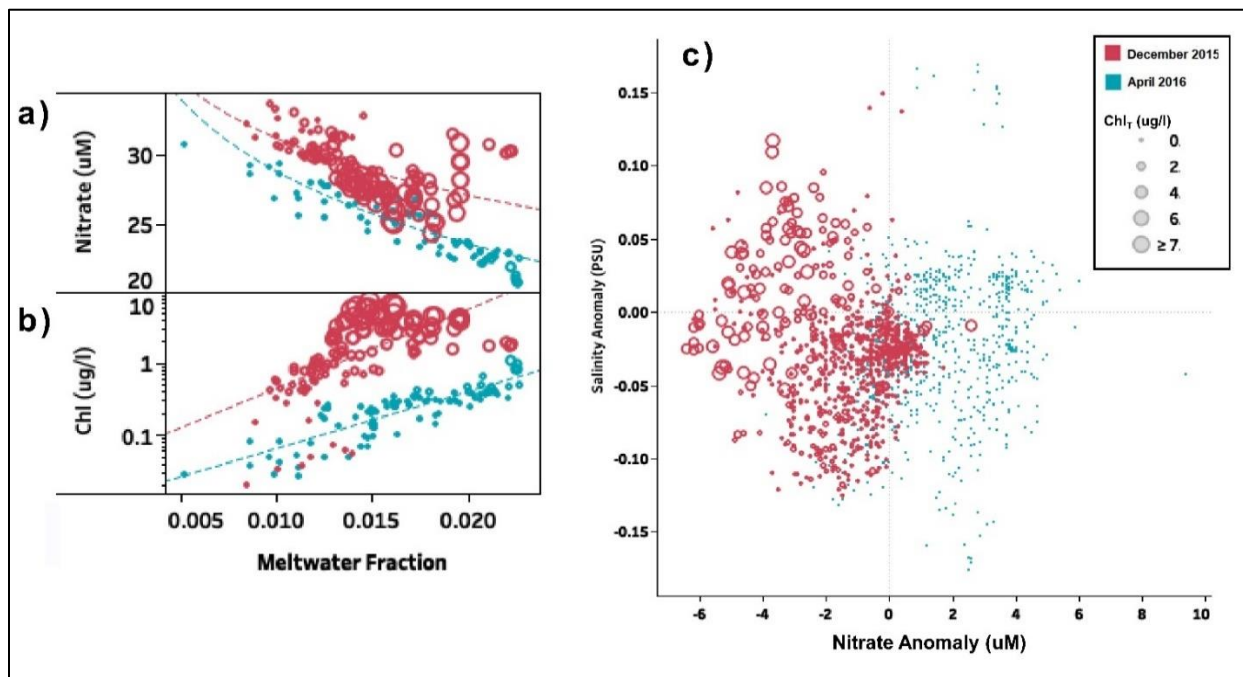 a)
Nitrate (uM)
30
25
20
b)
Chl (ug/l)
10
1
0.1
0.005 0.010 0.015 0.020
Meltwater Fraction
c)
Salinity Anomaly (PSU)
0.15
0.10
0.05
0.00
-0.05
-0.10
-0.15
-6 -4 -2 0 2 4 6 8 10
Nitrate Anomaly (uM)
December 2015
April 2016
ChlT (ug/l)
0.
2.
4.
6.
≥ 7.